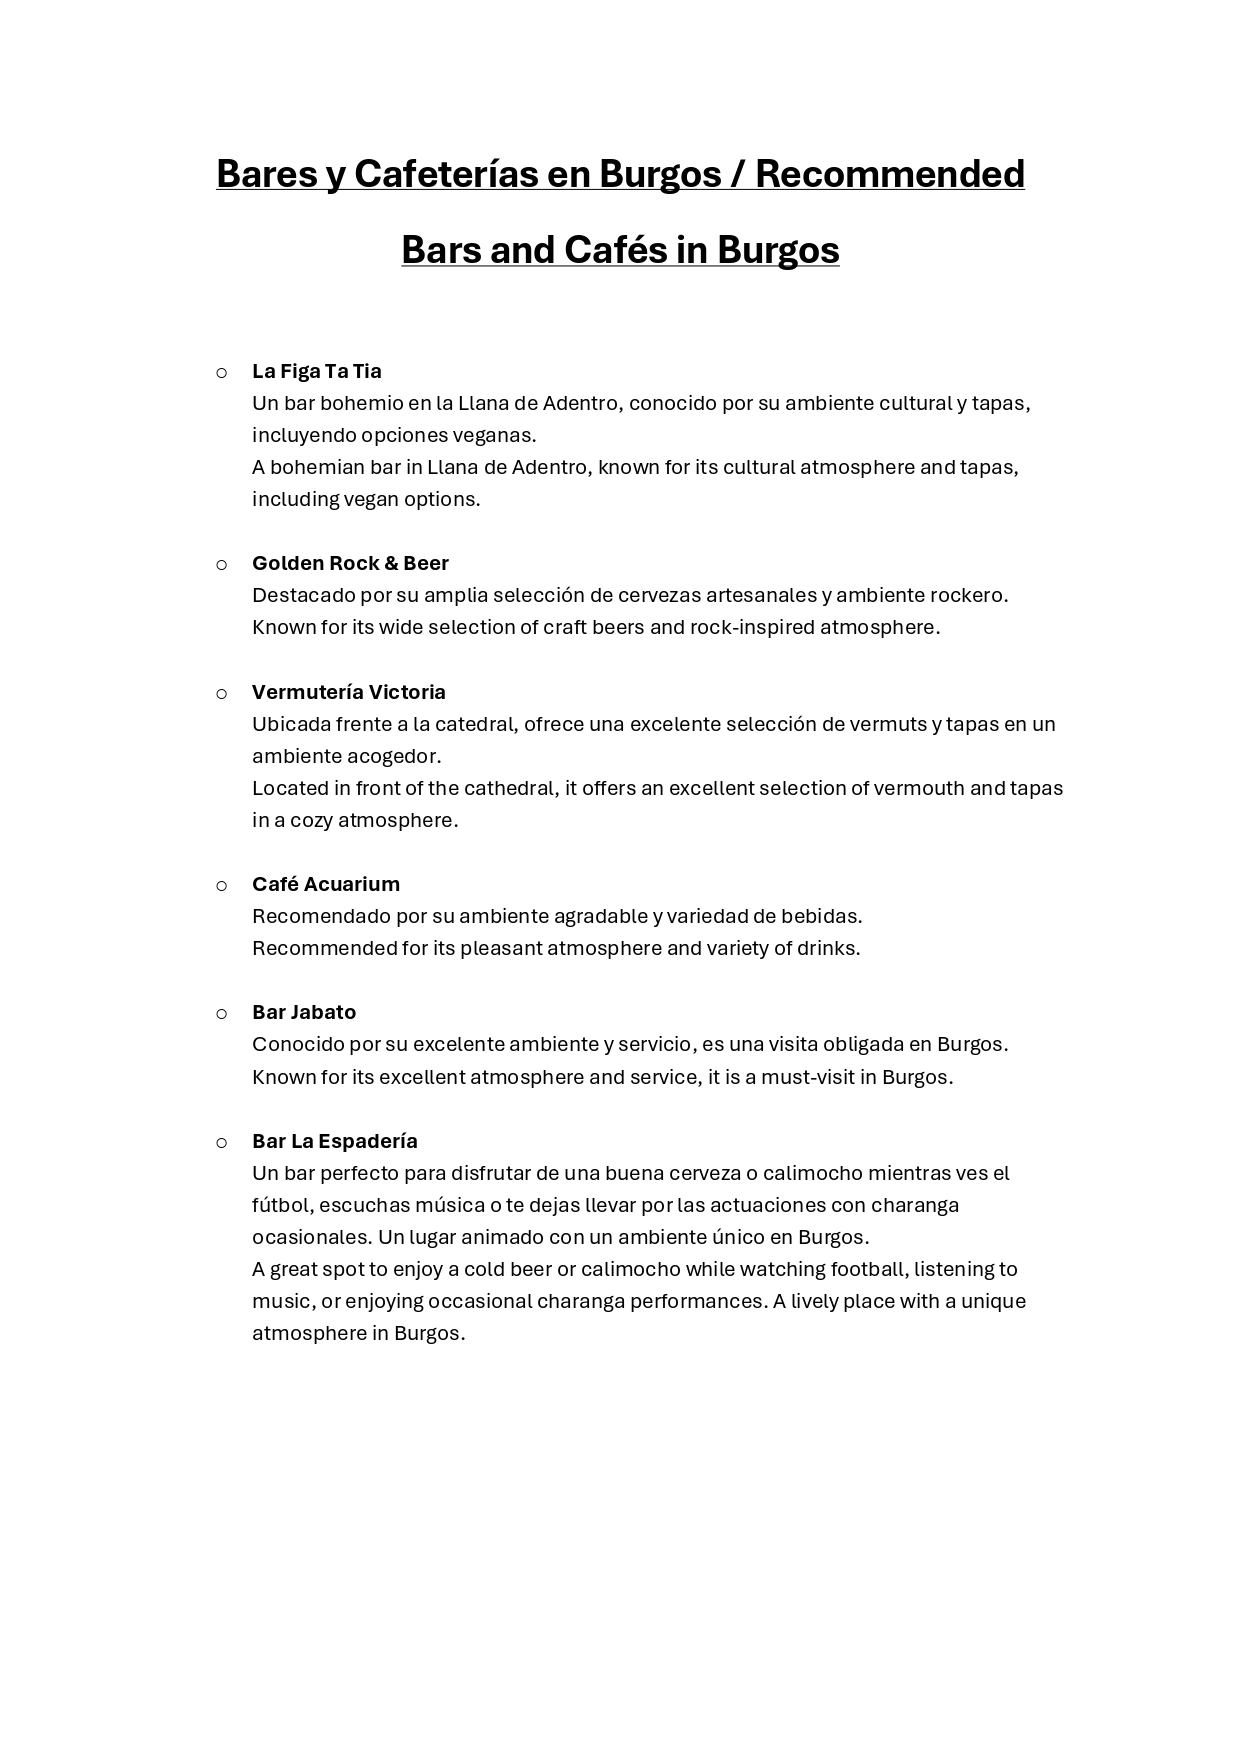 Bares y Cafeterías en Burgos / Recommended
Bars and Cafés in Burgos
○ La Figa Ta Tia
Un bar bohemio en la Llana de Adentro, conocido por su ambiente cultural y tapas,
incluyendo opciones veganas.
A bohemian bar in Llana de Adentro, known for its cultural atmosphere and tapas,
including vegan options.
○ Golden Rock & Beer
Destacado por su amplia selección de cervezas artesanales y ambiente rockero.
Known for its wide selection of craft beers and rock-inspired atmosphere.
○ Vermutería Victoria
Ubicada frente a la catedral, ofrece una excelente selección de vermuts y tapas en un
ambiente acogedor.
Located in front of the cathedral, it offers an excellent selection of vermouth and tapas
in a cozy atmosphere.
○ Café Acuarium
Recomendado por su ambiente agradable y variedad de bebidas.
Recommended for its pleasant atmosphere and variety of drinks.
○ Bar Jabato
Conocido por su excelente ambiente y servicio, es una visita obligada en Burgos.
Known for its excellent atmosphere and service, it is a must-visit in Burgos.
○ Bar La Espadería
Un bar perfecto para disfrutar de una buena cerveza o calimocho mientras ves el
fútbol, escuchas música o te dejas llevar por las actuaciones con charanga
ocasionales. Un lugar animado con un ambiente único en Burgos.
A great spot to enjoy a cold beer or calimocho while watching football, listening to
music, or enjoying occasional charanga performances. A lively place with a unique
atmosphere in Burgos.